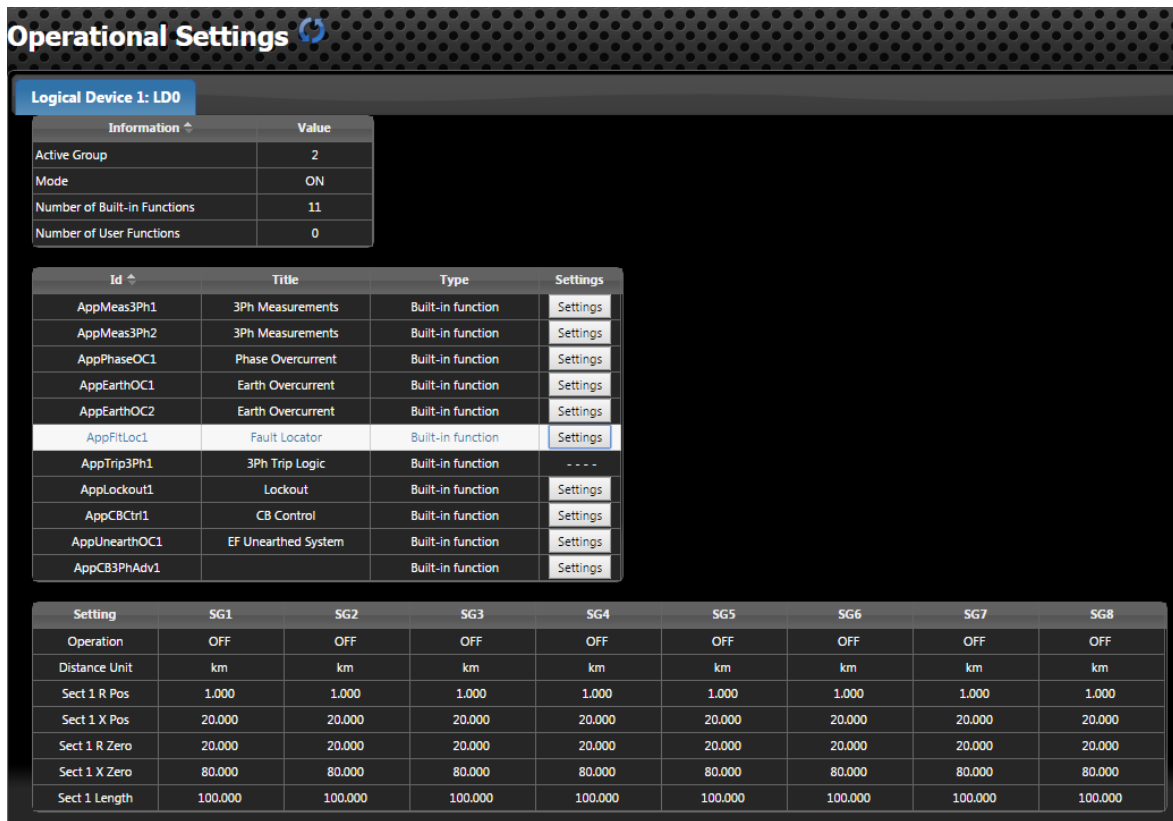 Operational Settings
Logical Device 1: LD0
Information Value
Active Group 2
Mode ON
Number of Built-in Functions 11
Number of User Functions 0
Id Title Type Settings
AppMeas3Ph1 3Ph Measurements Built-in function Settings
AppMeas3Ph2 3Ph Measurements Built-in function Settings
AppPhaseOC1 Phase Overcurrent Built-in function Settings
AppEarthOC1 Earth Overcurrent Built-in function Settings
AppEarthOC2 Earth Overcurrent Built-in function Settings
AppFltLoc1 Fault Locator Built-in function Settings
AppTrip3Ph1 3Ph Trip Logic Built-in function - - - -
AppLockout1 Lockout Built-in function Settings
AppCBCtrl1 CB Control Built-in function Settings
AppUnearthOC1 EF Unearthed System Built-in function Settings
AppCB3PhAdv1 Built-in function Settings
Setting SG1 SG2 SG3 SG4 SG5 SG6 SG7 SG8
Operation OFF OFF OFF OFF OFF OFF OFF OFF
Distance Unit km km km km km km km km
Sect 1 R Pos 1.000 1.000 1.000 1.000 1.000 1.000 1.000 1.000
Sect 1 X Pos 20.000 20.000 20.000 20.000 20.000 20.000 20.000 20.000
Sect 1 R Zero 20.000 20.000 20.000 20.000 20.000 20.000 20.000 20.000
Sect 1 X Zero 80.000 80.000 80.000 80.000 80.000 80.000 80.000 80.000
Sect 1 Length 100.000 100.000 100.000 100.000 100.000 100.000 100.000 100.000